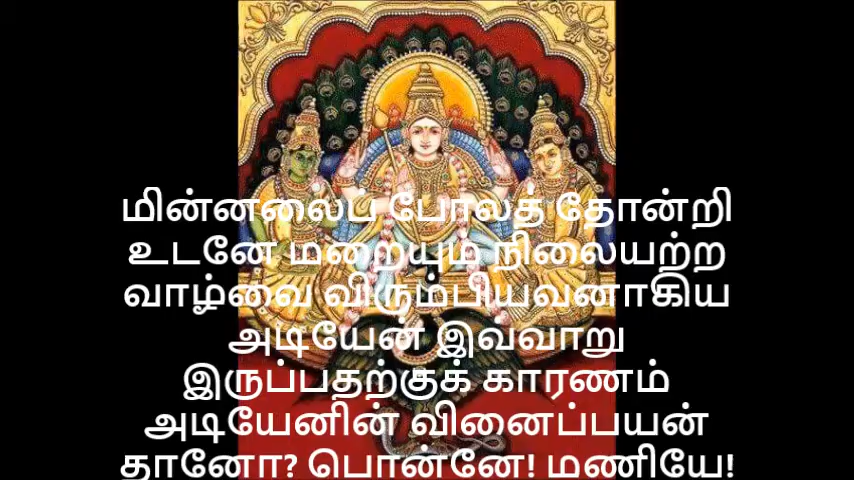 மின்னலைப் போலத் தோன்றி
உடனே மறையும் நிலையற்ற
வாழ்வை விரும்பியவனாகிய
அடியேன் இவ்வாறு
இருப்பதற்குக் காரணம்
அடியேனின் வினைப்பயன்
தானோ? பொன்னே! மணியே!